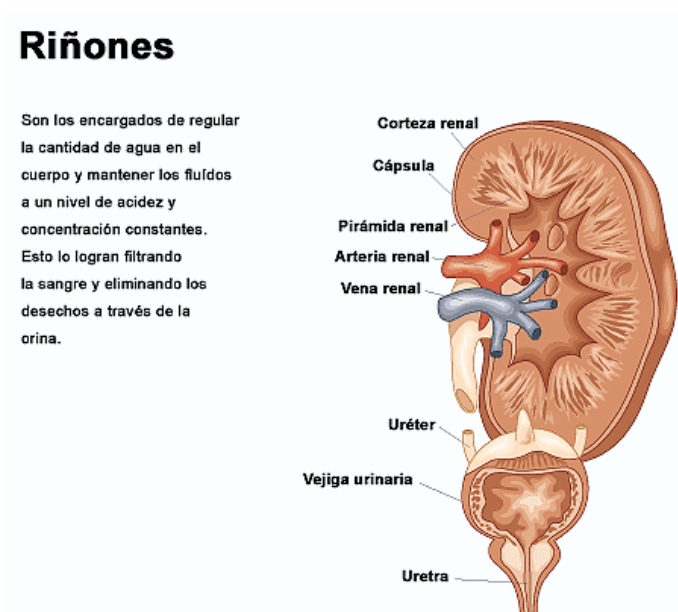 Riñones
Son los encargados de regular
la cantidad de agua en el
cuerpo y mantener los fluídos
a un nivel de acidez y
concentración constantes.
Esto lo logran filtrando
la sangre y eliminando los
desechos a través de la
orina.
Corteza renal
Cápsula
Pirámida renal
Arteria renal
Vena renal
Uréter
Vejiga urinaria
Uretra